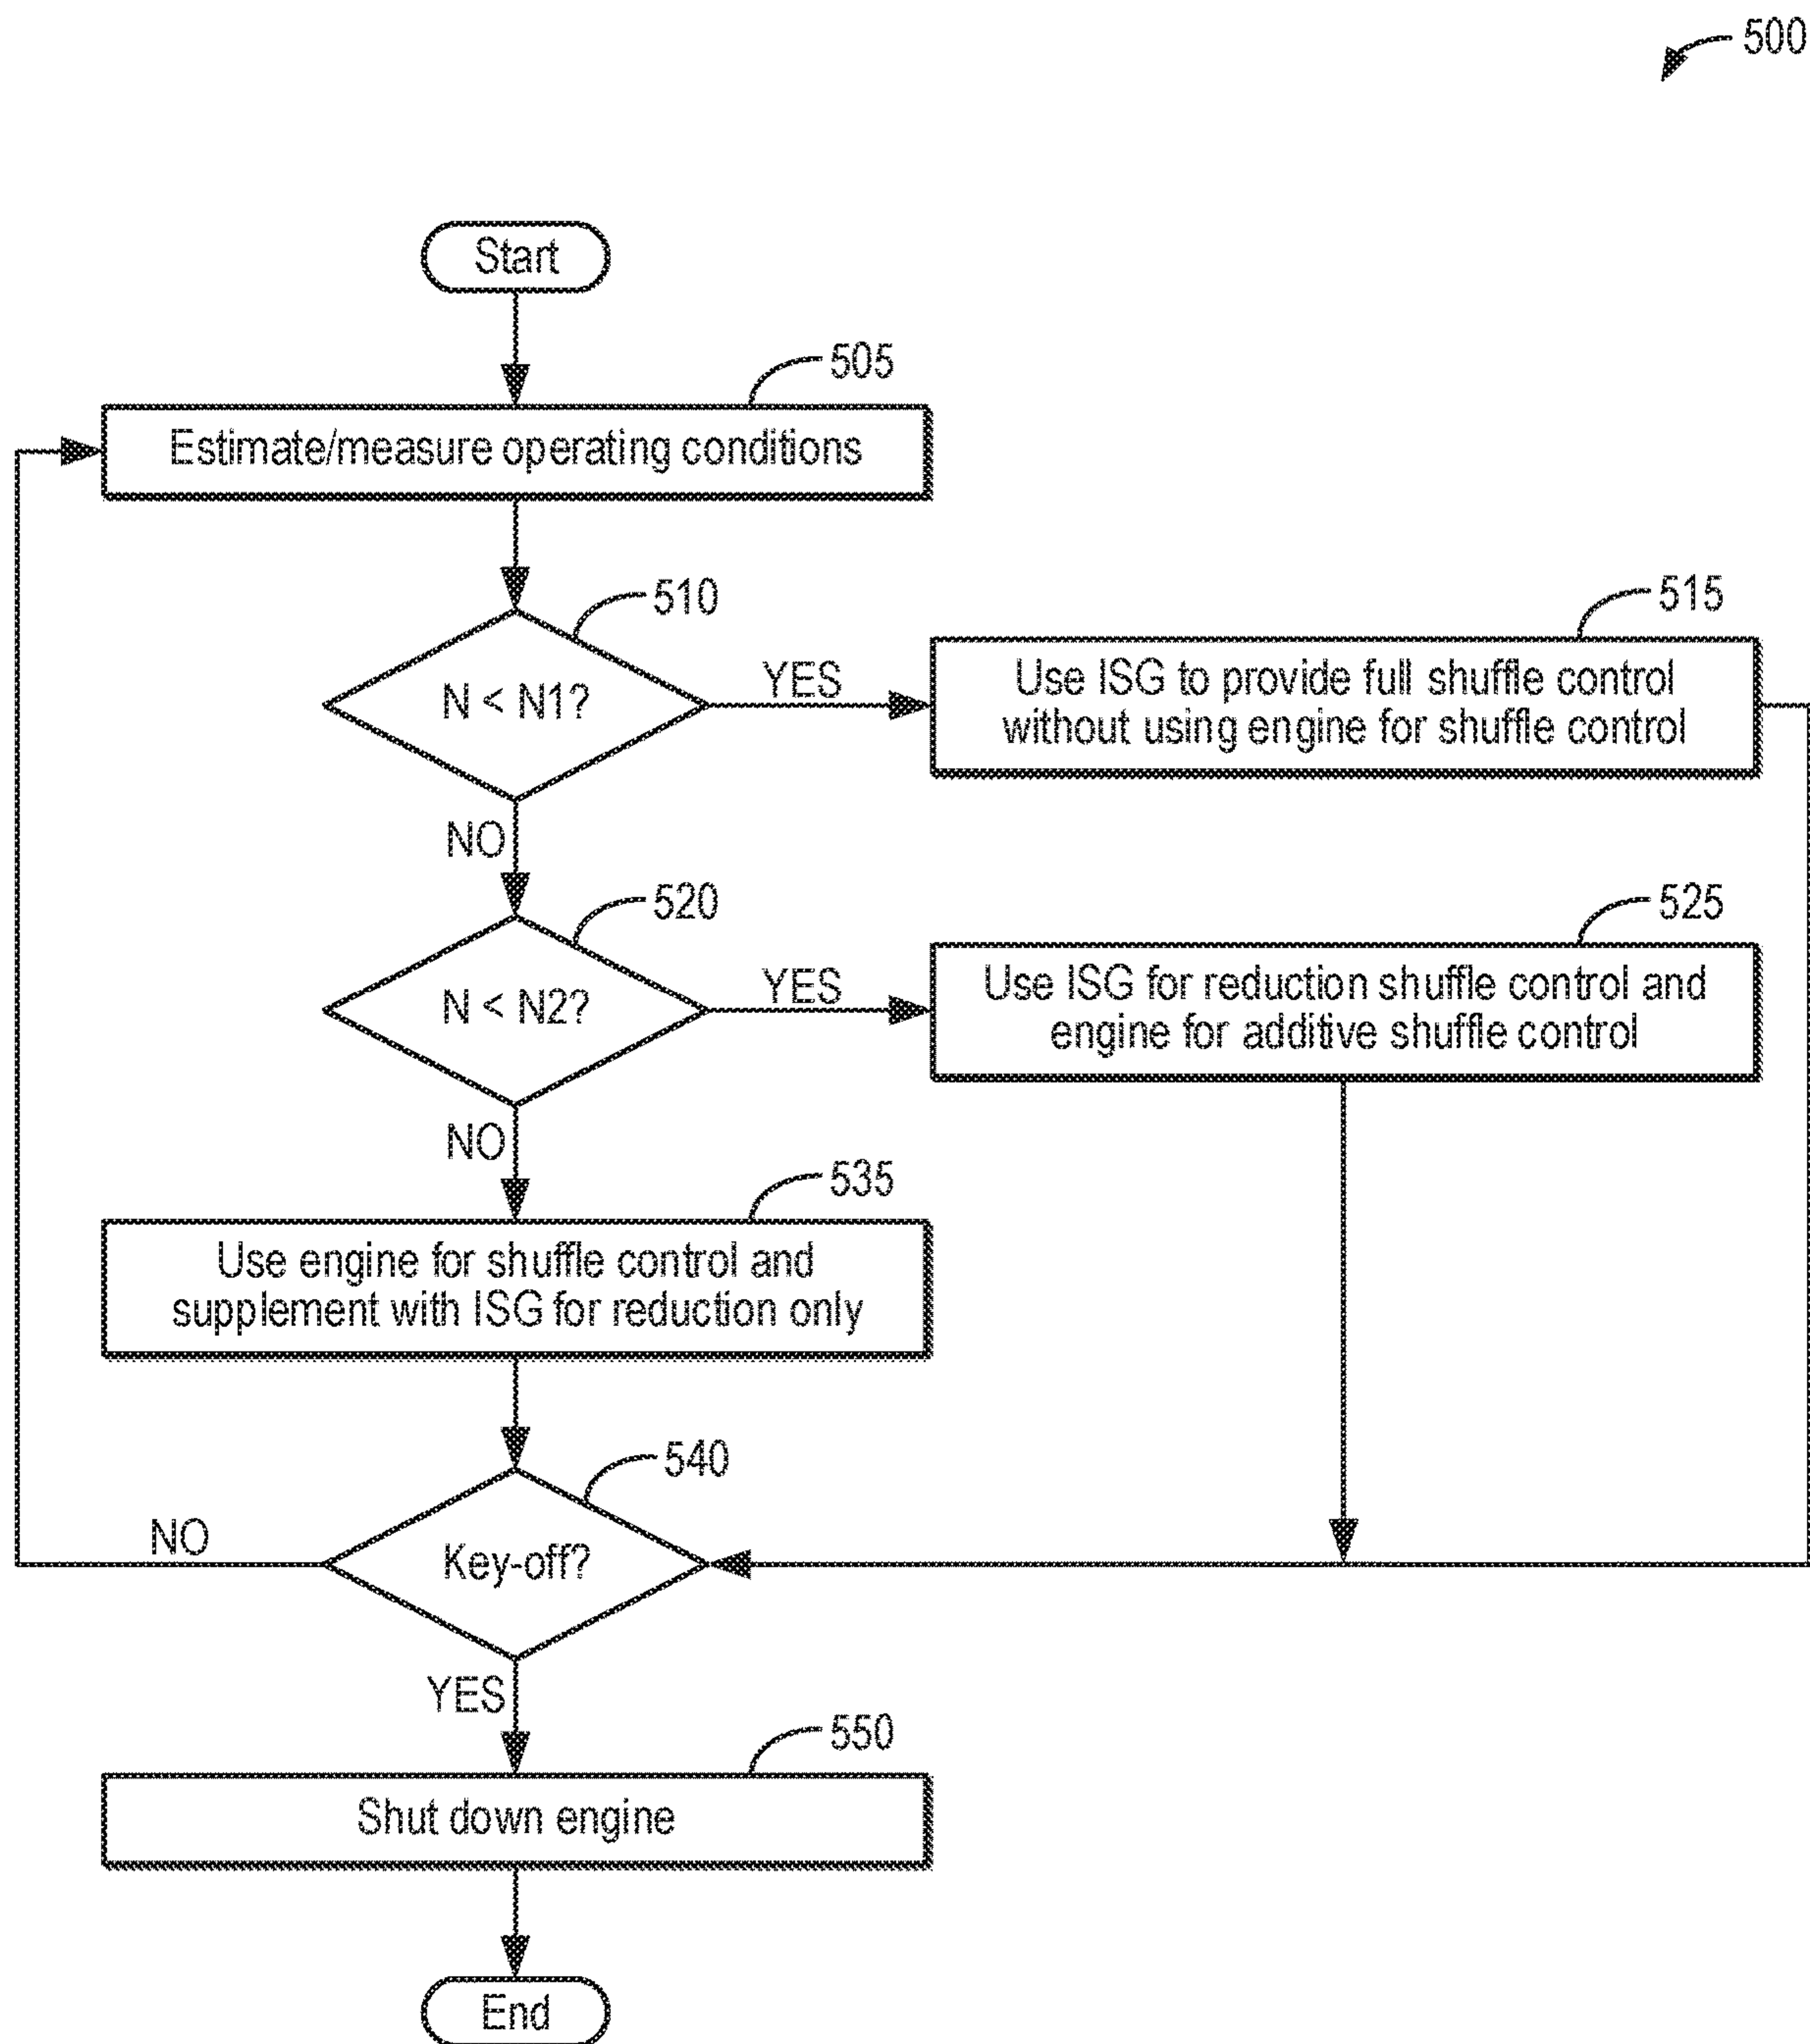 500
Start
505
Estimate/measure operating conditions
510
N < N1?
YES
515
Use ISG to provide full shuffle control
without using engine for shuffle control
NO
520
N < N2?
YES
525
Use ISG for reduction shuffle control and
engine for additive shuffle control
NO
535
Use engine for shuffle control and
supplement with ISG for reduction only
540
NO
Key-off?
YES
550
Shut down engine
End